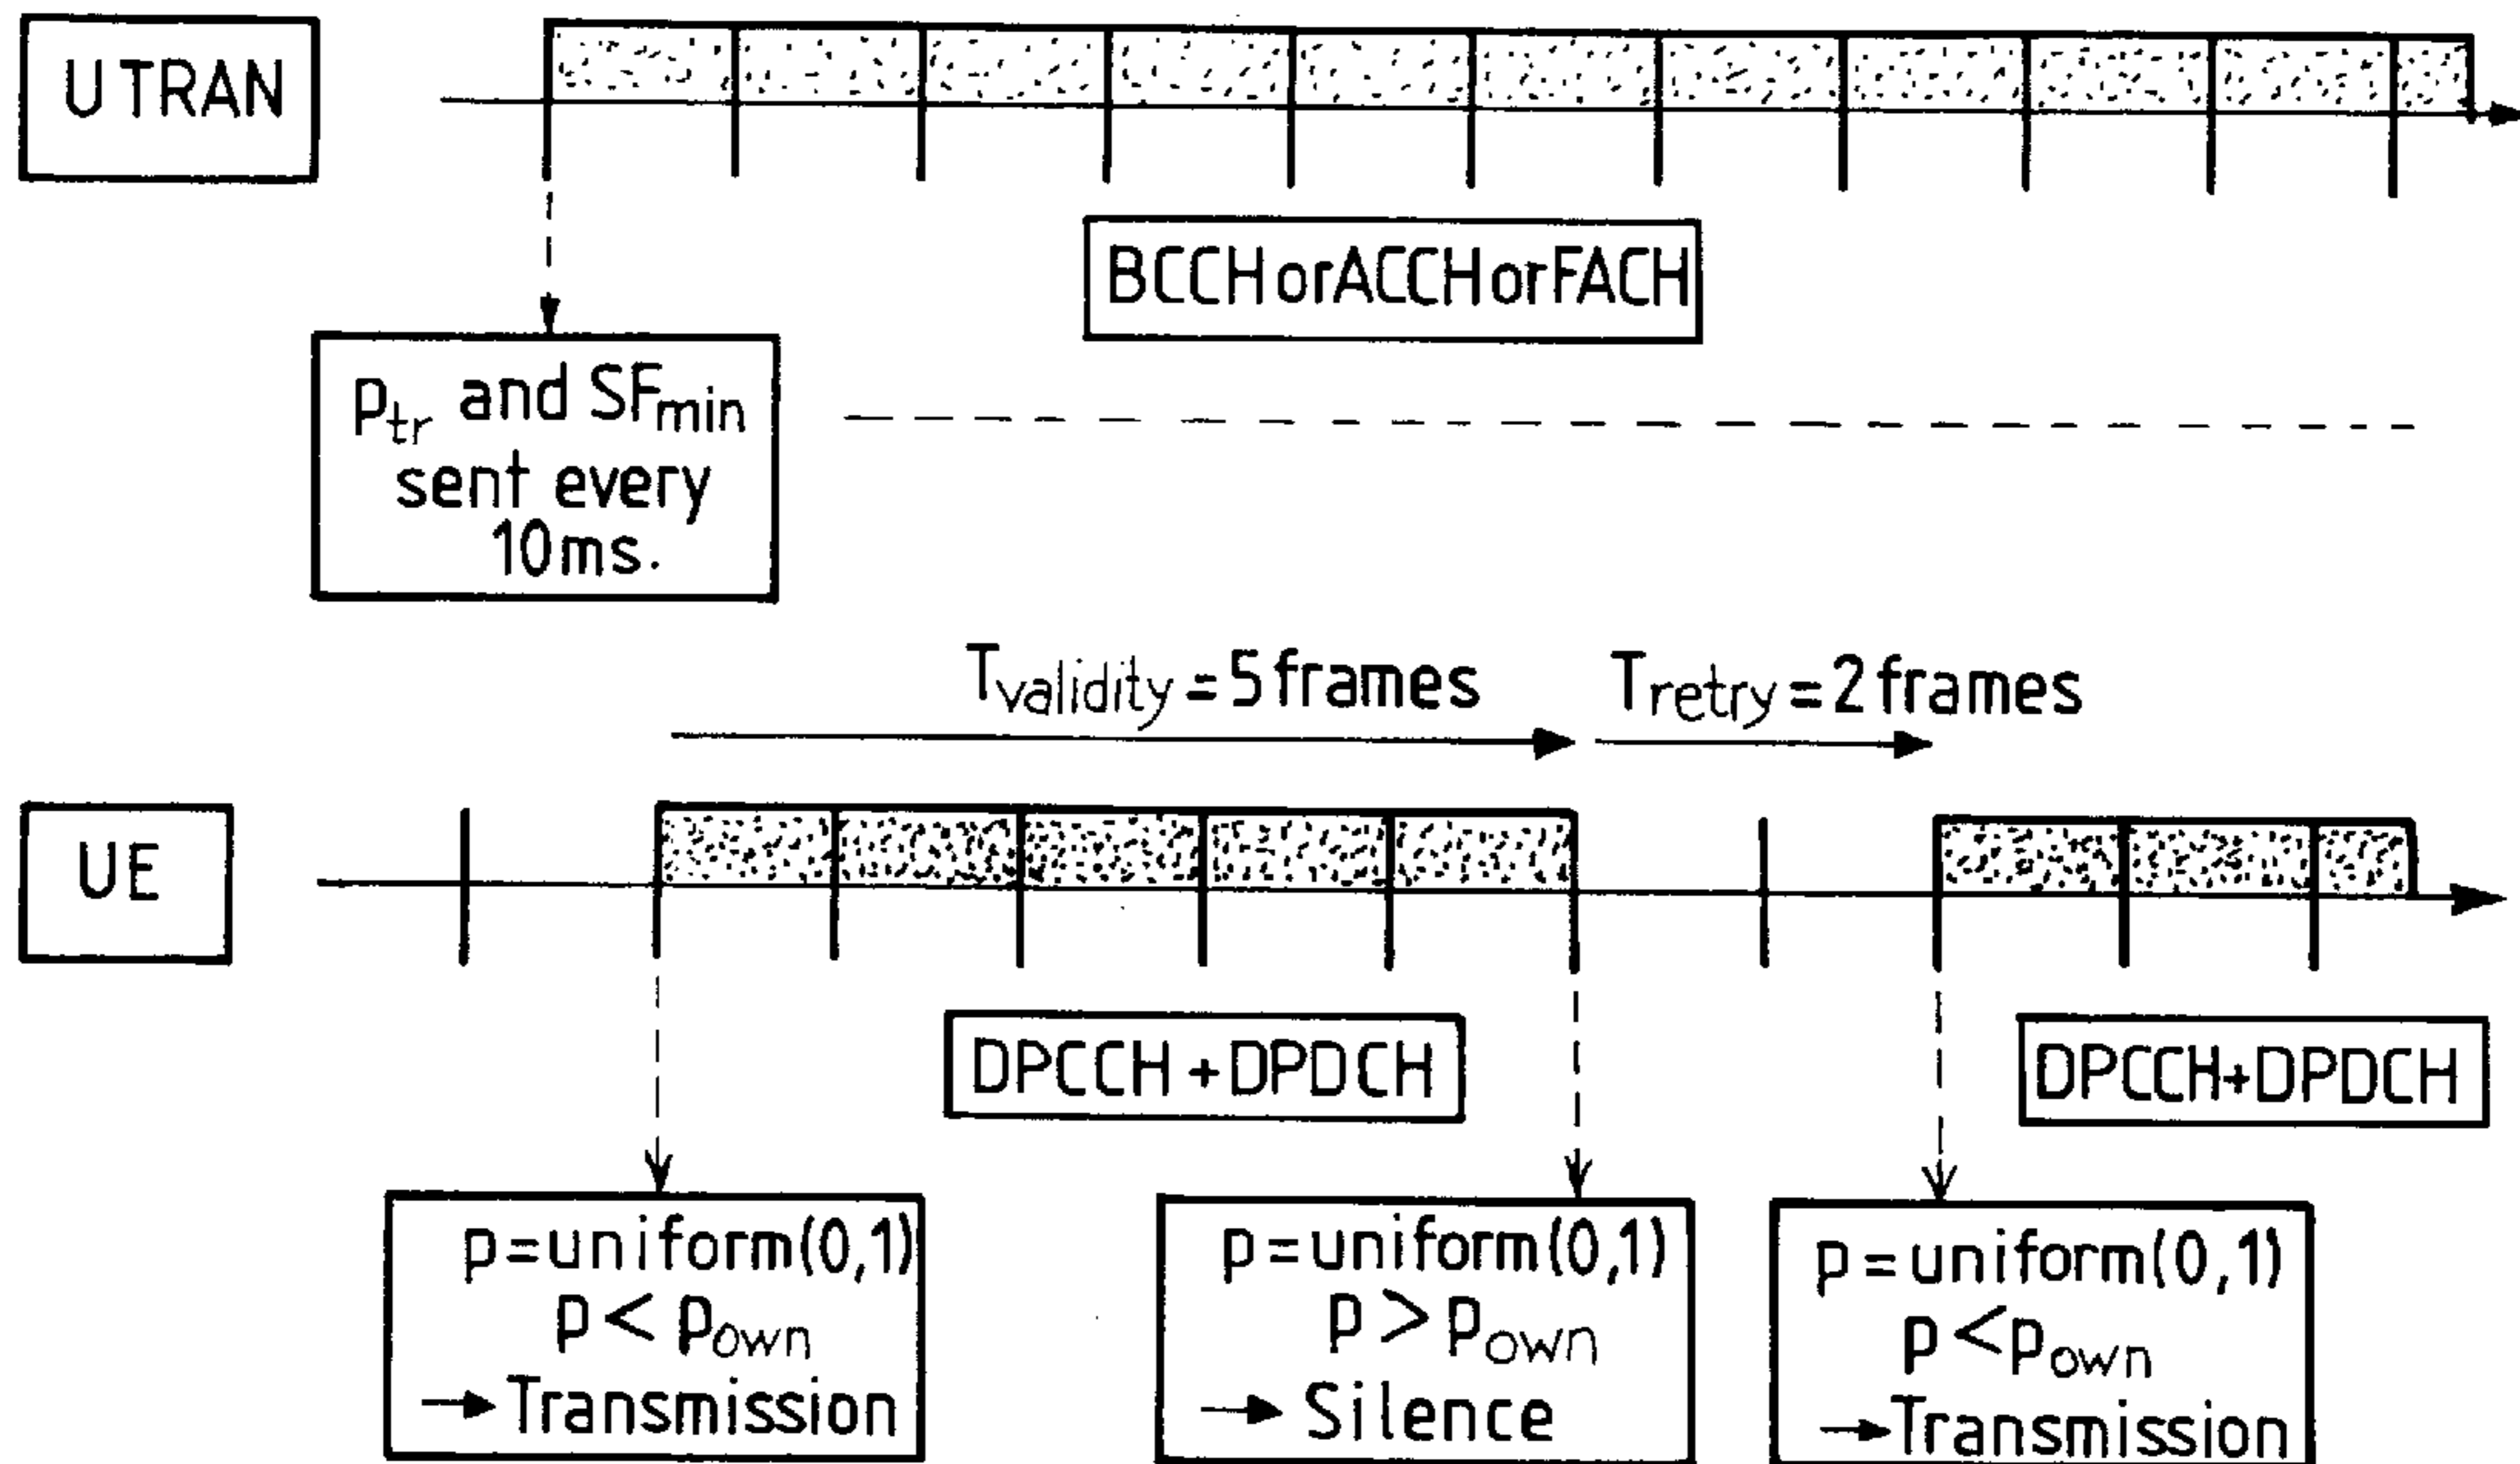 UTRAN
BCCH or ACCH or FACH
p_tr and SF_min
sent every
10ms.
T_validity = 5 frames
T_retry = 2 frames
UE
DPCCH + DPDCH
DPCCH+DPDCH
p=uniform(0,1)
p < p_own
→ Transmission
p=uniform(0,1)
p > p_own
→ Silence
p=uniform(0,1)
p < p_own
→ Transmission